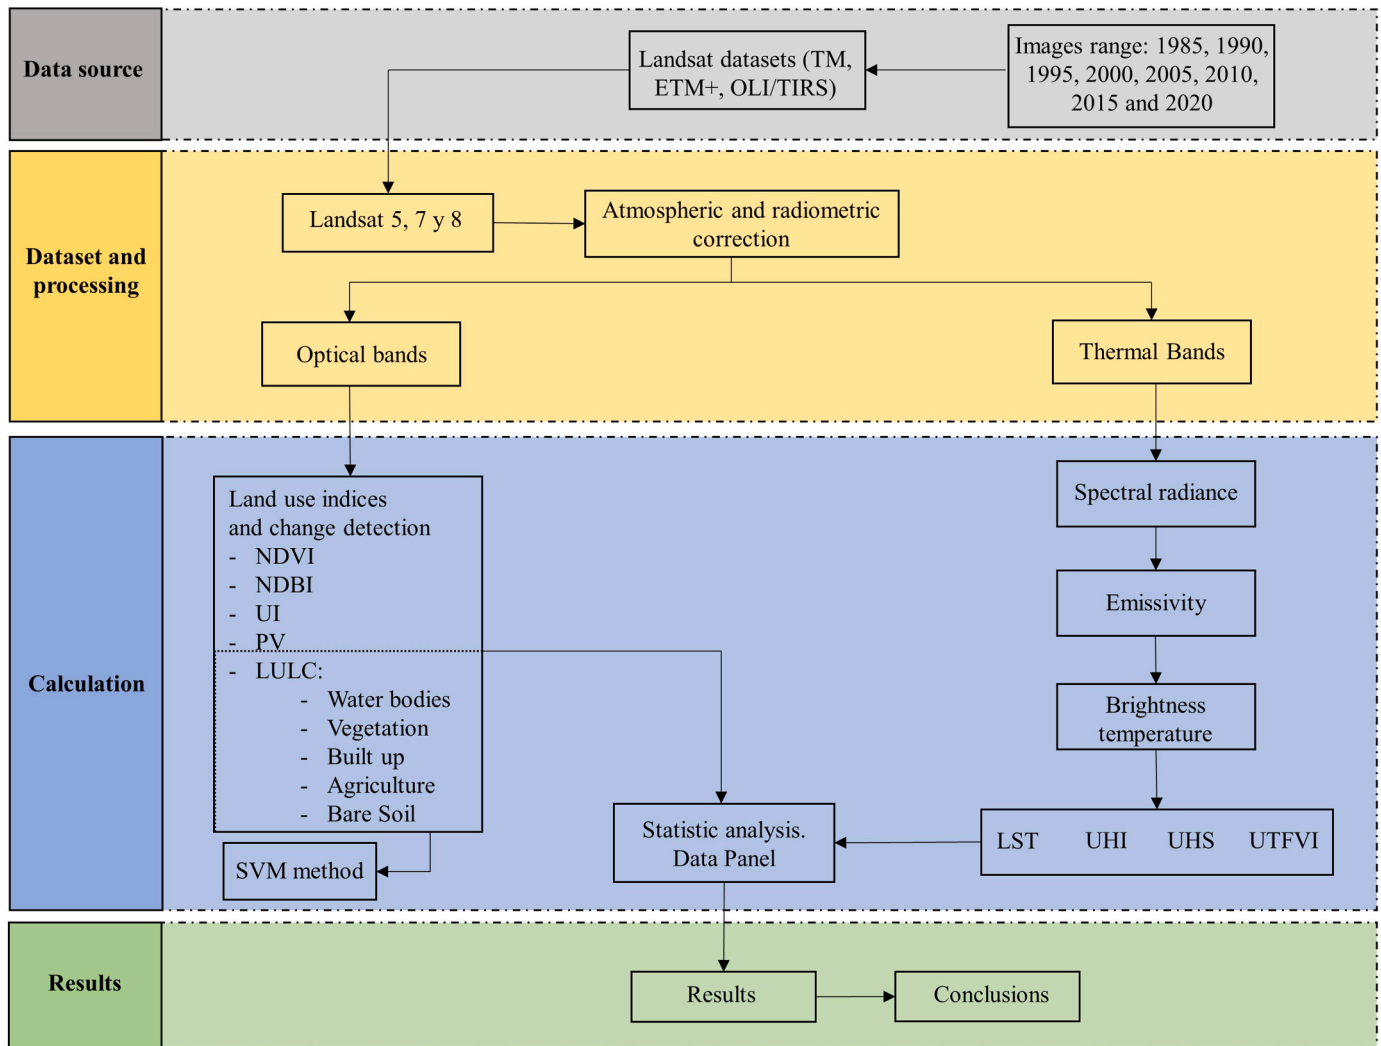 Data source
Landsat datasets (TM,
ETM+, OLI/TIRS)
Images range: 1985, 1990,
1995, 2000, 2005, 2010,
2015 and 2020
Dataset and
processing
Landsat 5, 7 y 8
Atmospheric and radiometric
correction
Optical bands
Thermal Bands
Calculation
Land use indices
and change detection
- NDVI
- NDBI
- UI
- PV
- LULC:
- Water bodies
- Vegetation
- Built up
- Agriculture
- Bare Soil
SVM method
Spectral radiance
Emissivity
Brightness
temperature
LST UHI UHS UTFVI
Statistic analysis.
Data Panel
Results
Results
Conclusions